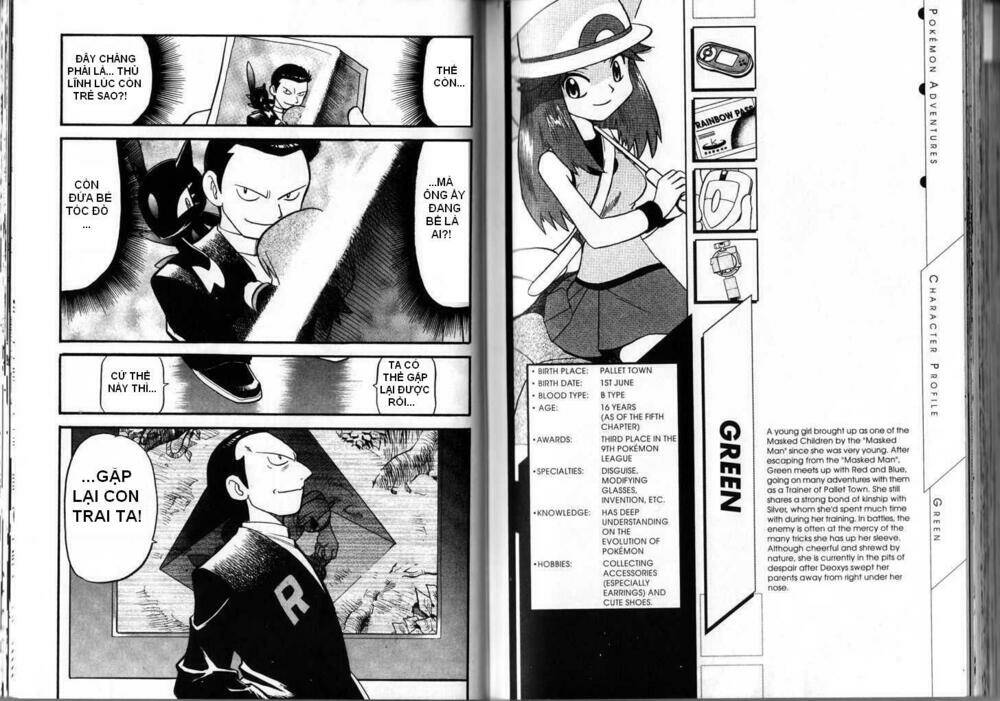 THẾ
CÒN...
ĐÂY CHẲNG
PHẢI LÀ... THỦ
LĨNH LÚC CÒN
TRẺ SAO?!
...MÀ
ÔNG ẤY
ĐANG
BẾ LÀ
AI?!
CÒN
ĐỨA BÉ
TÓC ĐỎ
...
TA CÓ
THỂ GẶP
LẠI ĐƯỢC
RỒI...
CỨ THẾ
NÀY THÌ...
...GẶP
LẠI CON
TRAI TA!
R
RAINBOW PASS
• BIRTH PLACE: PALLET TOWN
• BIRTH DATE: 1ST JUNE
• BLOOD TYPE: B TYPE
• AGE: 16 YEARS
(AS OF THE FIFTH
CHAPTER)
• AWARDS: THIRD PLACE IN THE
9TH POKÉMON
LEAGUE
• SPECIALTIES: DISGUISE,
MODIFYING
GLASSES,
INVENTION, ETC.
• KNOWLEDGE: HAS DEEP
UNDERSTANDING
ON THE
EVOLUTION OF
POKÉMON
• HOBBIES: COLLECTING
ACCESSORIES
(ESPECIALLY
EARRINGS) AND
CUTE SHOES.
GREEN
A young girl brought up as one of the
Masked Children by the "Masked
Man" since she was very young. After
escaping from the "Masked Man",
Green meets up with Red and Blue,
going on many adventures with them
as a Trainer of Pallet Town. She still
shares a strong bond of kinship with
Silver, whom she'd spent much time
with during her training. In battles, the
enemy is often at the mercy of the
many tricks she has up her sleeve.
Although cheerful and shrewd by
nature, she is currently in the pits of
despair after Deoxys swept her
parents away from right under her
nose.
POKÉMON ADVENTURES
CHARACTER PROFILE
GREEN